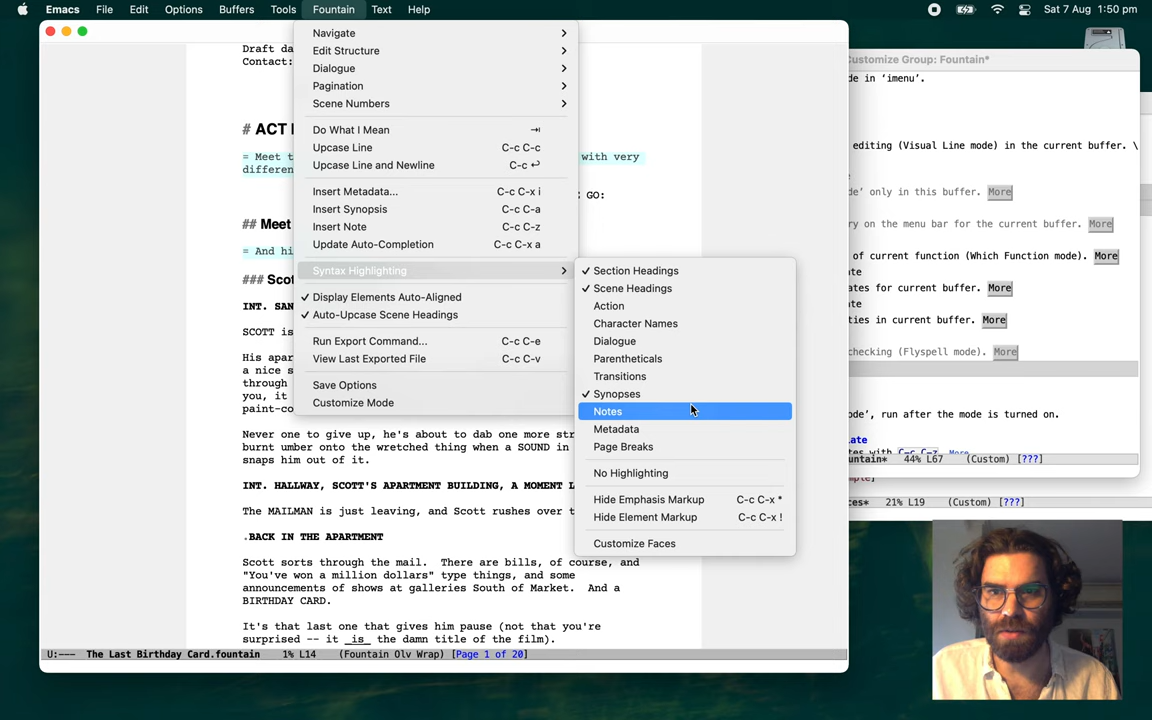 Emacs File Edit Options Buffers Tools Fountain Text Help Sat 7 Aug 1:50 pm
Draft da
Contact:
# ACT
= Meet t with very
differen
GO:
## Meet
= And hi
### Scot
INT. SAN
SCOTT is
His apar
a nice s
through
you, it
paint-co
Never one to give up, he's about to dab one more str
burnt umber onto the wretched thing when a SOUND in
snaps him out of it.
INT. HALLWAY, SCOTT'S APARTMENT BUILDING, A MOMENT L
The MAILMAN is just leaving, and Scott rushes over t
.BACK IN THE APARTMENT
Scott sorts through the mail. There are bills, of course, and
"You've won a million dollars" type things, and some
announcements of shows at galleries South of Market. And a
BIRTHDAY CARD.
It's that last one that gives him pause (not that you're
surprised -- it _is_ the damn title of the film).
U:--- The Last Birthday Card.fountain 1% L14 (Fountain Olv Wrap) [Page 1 of 20]
Navigate
Edit Structure
Dialogue
Pagination
Scene Numbers
Do What I Mean ⇥
Upcase Line C-c C-c
Upcase Line and Newline C-c ↩
Insert Metadata... C-c C-x i
Insert Synopsis C-c C-a
Insert Note C-c C-z
Update Auto-Completion C-c C-x a
Syntax Highlighting
✓ Display Elements Auto-Aligned
✓ Auto-Upcase Scene Headings
Run Export Command... C-c C-e
View Last Exported File C-c C-v
Save Options
Customize Mode
✓ Section Headings
✓ Scene Headings
Action
Character Names
Dialogue
Parentheticals
Transitions
✓ Synopses
Notes
Metadata
Page Breaks
No Highlighting
Hide Emphasis Markup C-c C-x *
Hide Element Markup C-c C-x !
Customize Faces
ustomize Group: Fountain*
de in 'imenu'.
editing (Visual Line mode) in the current buffer. \
de' only in this buffer. More
ry on the menu bar for the current buffer. More
of current function (Which Function mode). More
ate
ates for current buffer. More
ate
ties in current buffer. More
checking (Flyspell mode). More
ode', run after the mode is turned on.
ate
tes with C-c C-z. More
untain* 44% L67 (Custom) [???]
ces* 21% L19 (Custom) [???]